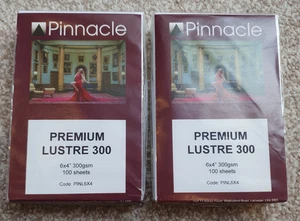 Pinnacle
PREMIUM
LUSTRE 300
6x4" 300gsm
100 sheets
Code: PINL6X4
Pinnacle
PREMIUM
LUSTRE 300
6x4" 300gsm
100 sheets
Code: PINL6X4